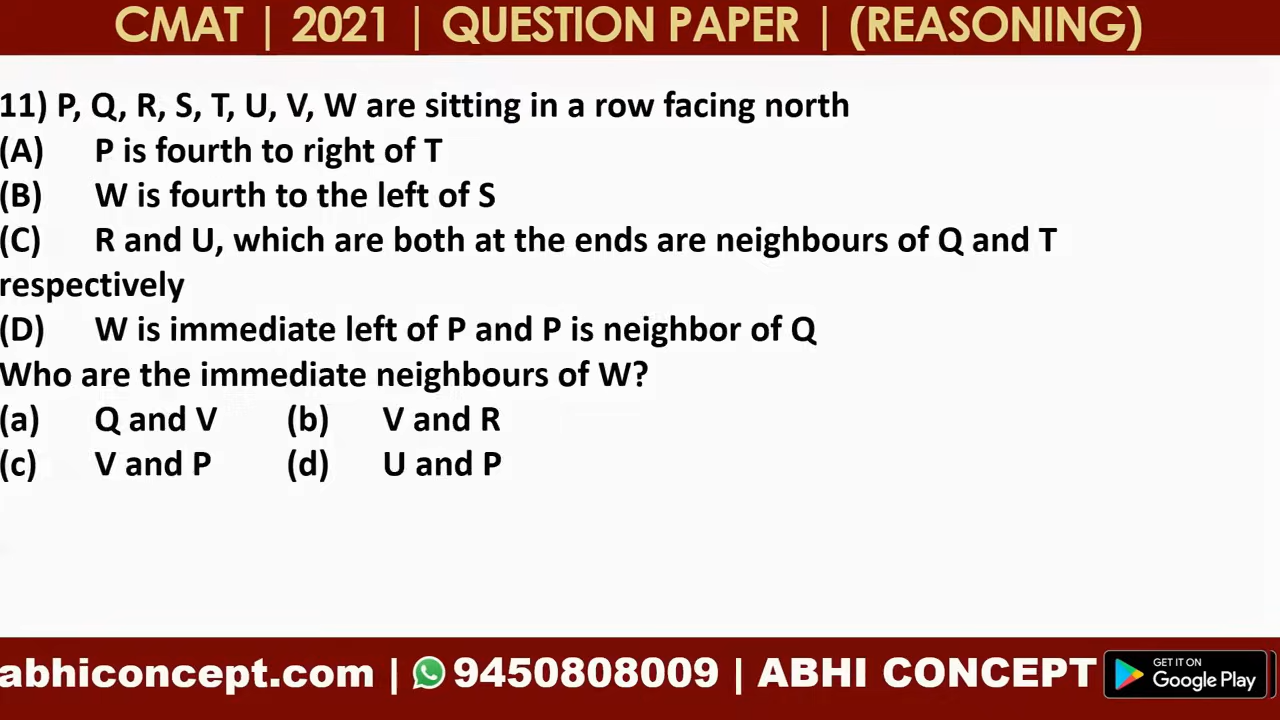 CMAT | 2021 | QUESTION PAPER | (REASONING)
11) P, Q, R, S, T, U, V, W are sitting in a row facing north
(A) P is fourth to right of T
(B) W is fourth to the left of S
(C) R and U, which are both at the ends are neighbours of Q and T
respectively
(D) W is immediate left of P and P is neighbor of Q
Who are the immediate neighbours of W?
(a) Q and V (b) V and R
(c) V and P (d) U and P
abhiconcept.com | 9450808009 | ABHI CONCEPT
GET IT ON
Google Play